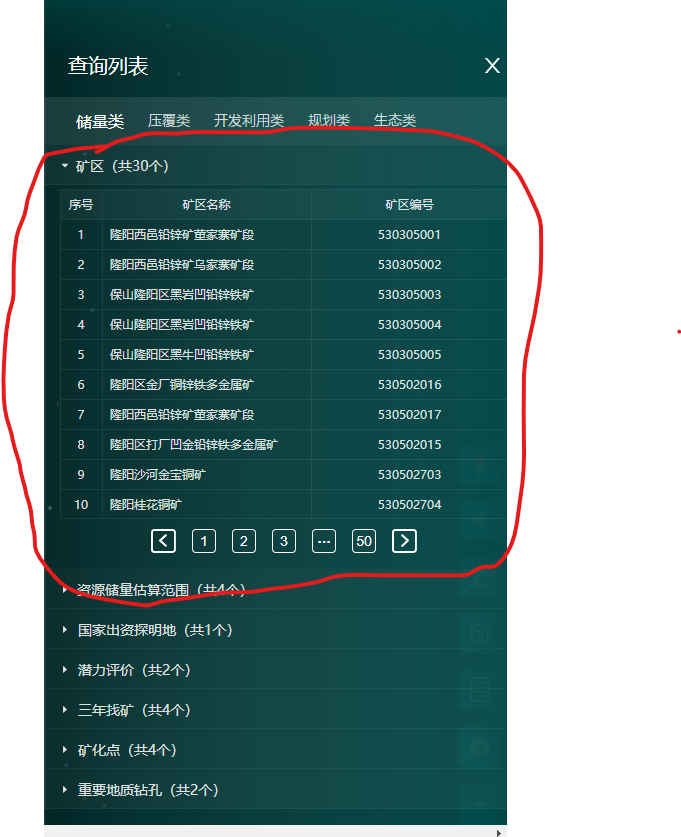 查询列表 X
储量类 压覆类 开发利用类 规划类 生态类
矿区（共30个）
序号 矿区名称 矿区编号
1 隆阳西邑铅锌矿董家寨矿段 530305001
2 隆阳西邑铅锌矿乌家寨矿段 530305002
3 保山隆阳区黑岩凹铅锌铁矿 530305003
4 保山隆阳区黑岩凹铅锌铁矿 530305004
5 保山隆阳区黑牛凹铅锌铁矿 530305005
6 隆阳区金厂铜锌铁多金属矿 530502016
7 隆阳西邑铅锌矿董家寨矿段 530502017
8 隆阳区打厂凹金铅锌铁多金属矿 530502015
9 隆阳沙河金宝铜矿 530502703
10 隆阳桂花铜矿 530502704
< 1 2 3 ··· 50 >
资源储量估算范围（共4个）
国家出资探明地（共1个）
潜力评价（共2个）
三年找矿（共4个）
矿化点（共4个）
重要地质钻孔（共2个）